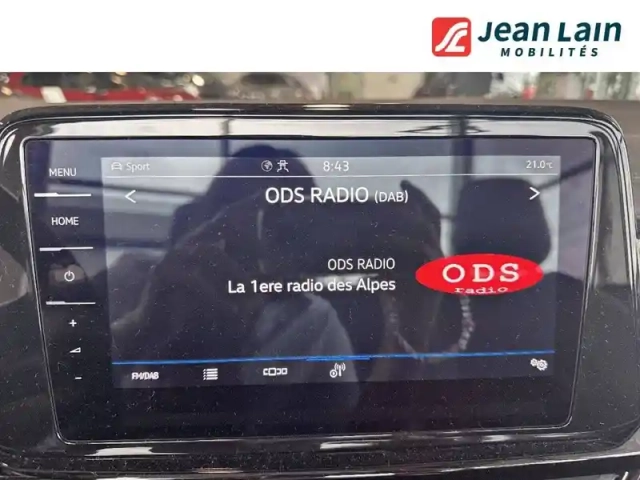 Jean Lain
MOBILITÉS
MENU
Sport
8:43
21.0°C
ODS RADIO (DAB)
HOME
ODS RADIO
La 1ere radio des Alpes
ODS
radio
+
-
FM/DAB